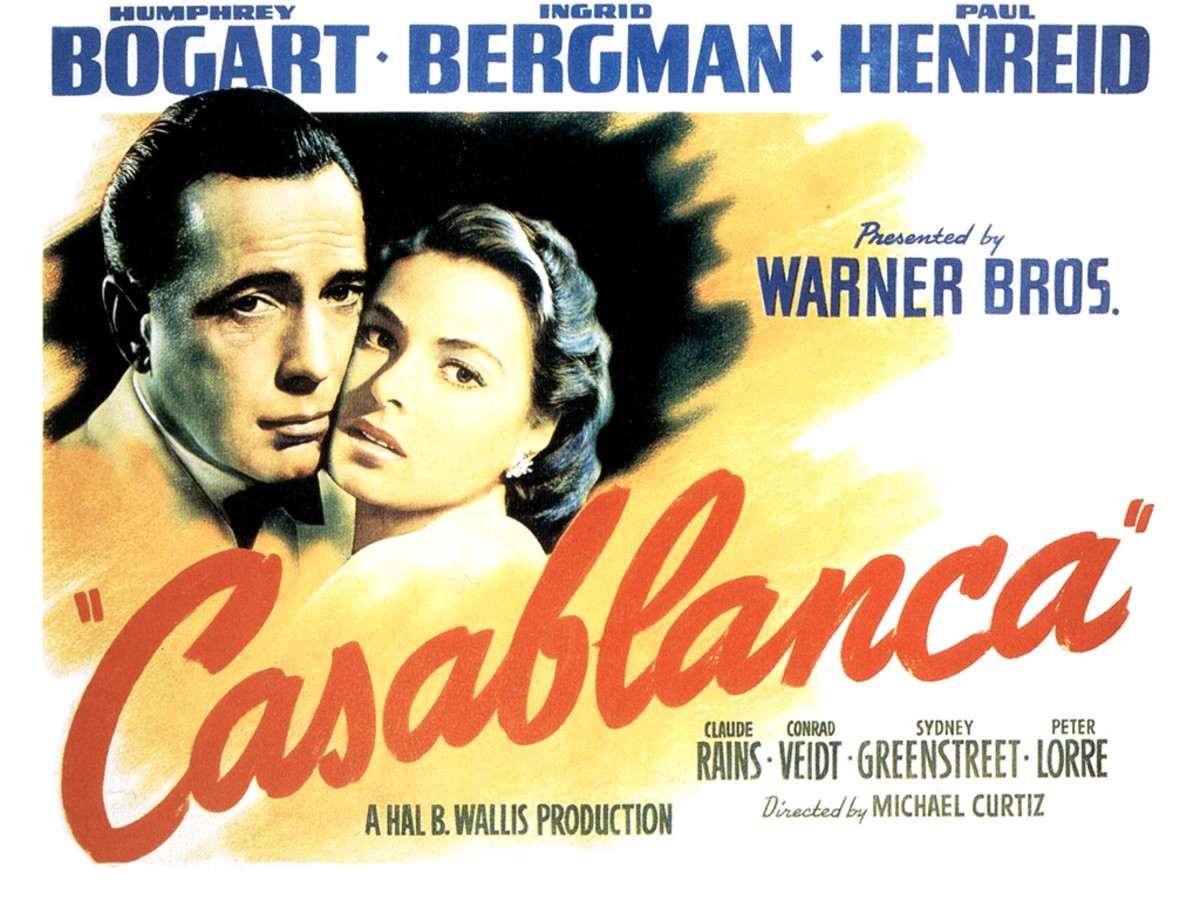 HUMPHREY INGRID PAUL
BOGART · BERGMAN · HENREID
Presented by
WARNER BROS.
"Casablanca"
CLAUDE CONRAD SYDNEY PETER
RAINS · VEIDT · GREENSTREET · LORRE
Directed by MICHAEL CURTIZ
A HAL B. WALLIS PRODUCTION